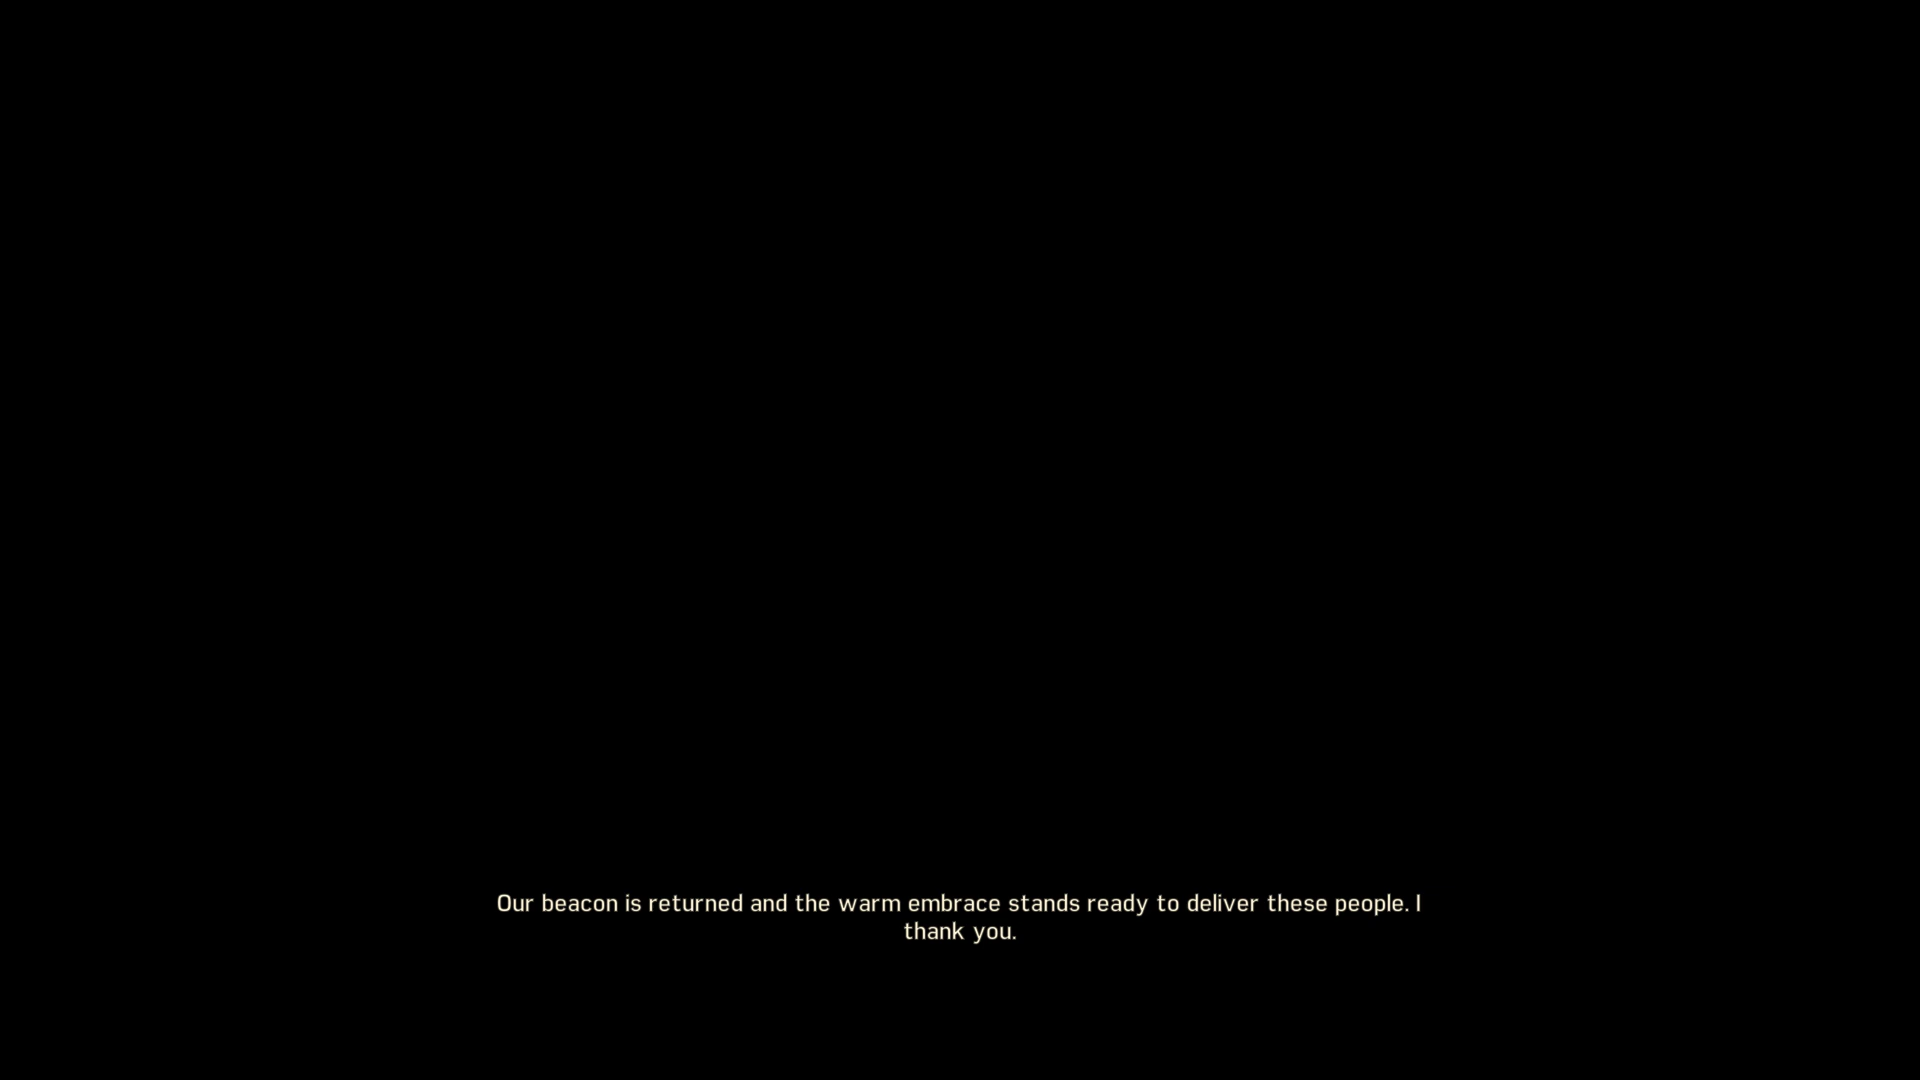 Our beacon is returned and the warm embrace stands ready to deliver these people. I
thank you.